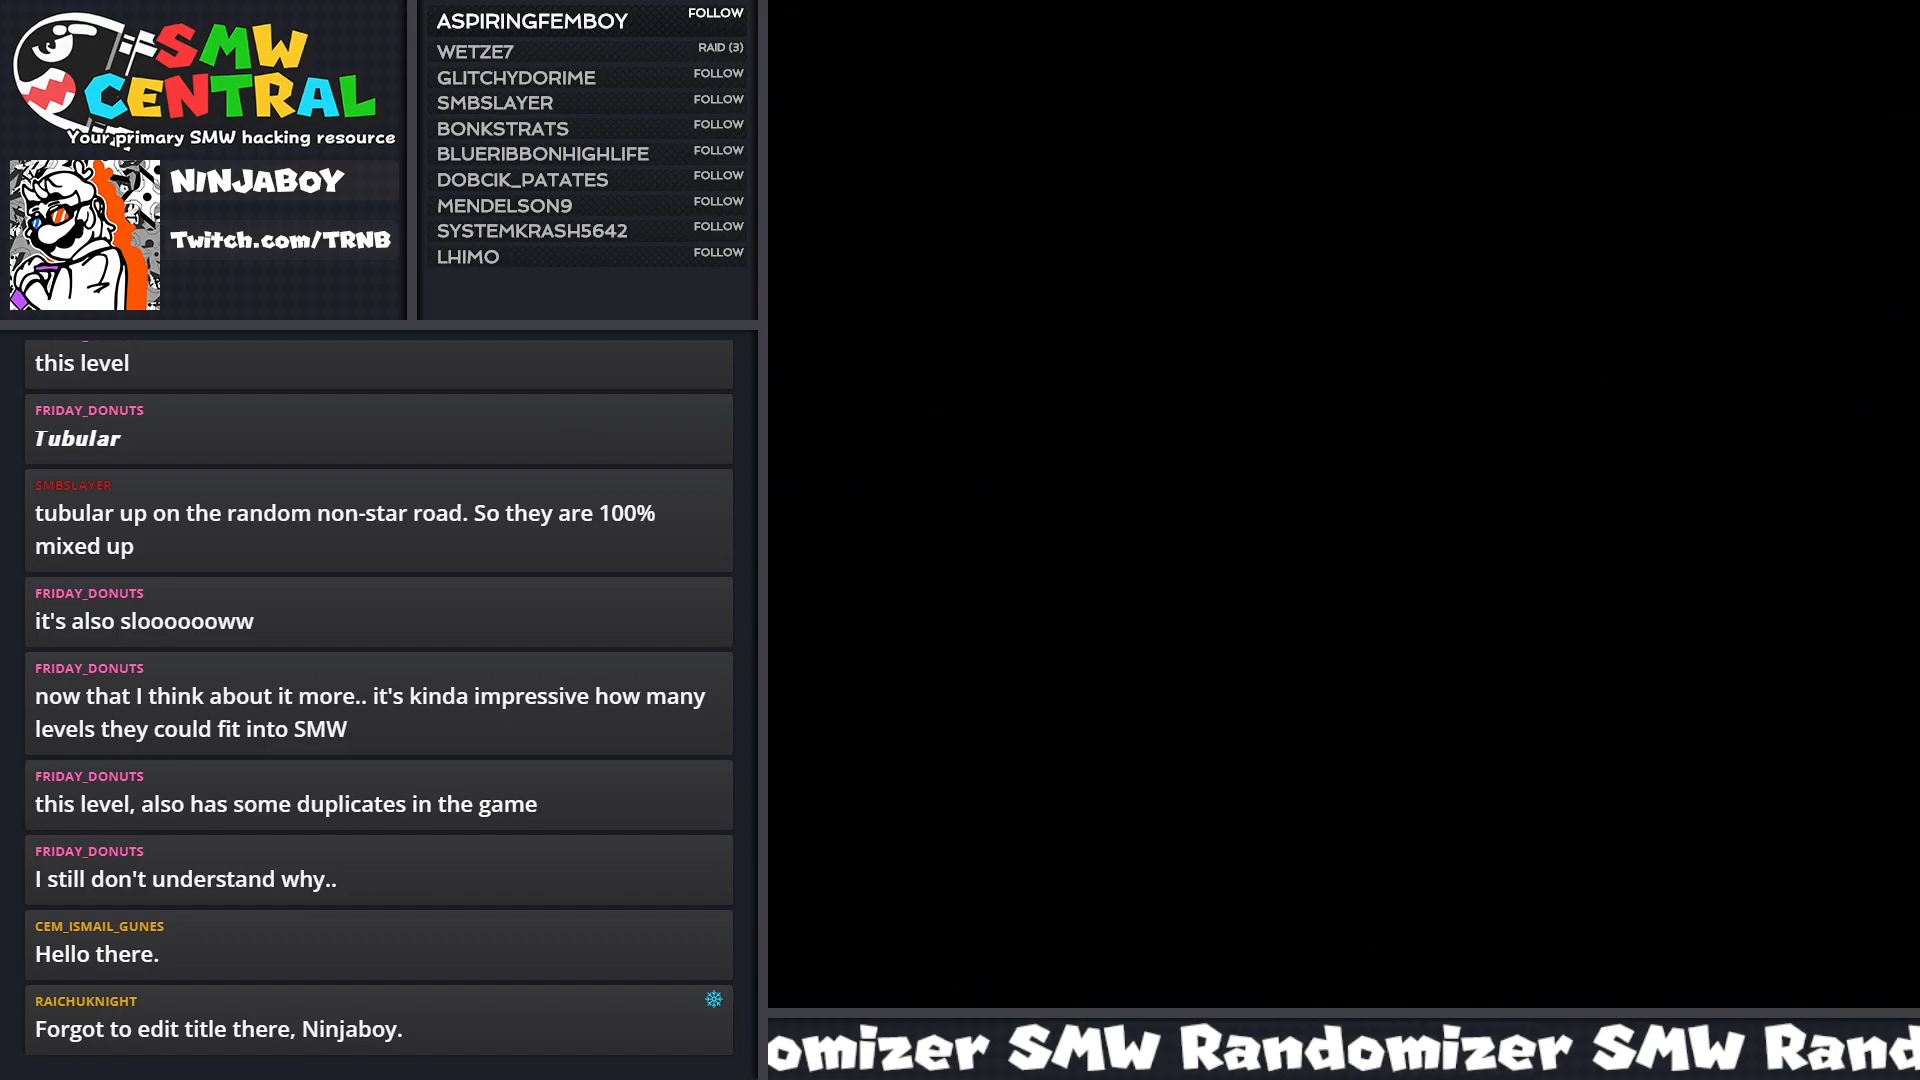 SMW
CENTRAL
Your primary SMW hacking resource
NINJABOY
Twitch.com/TRNB
ASPIRINGFEMBOY FOLLOW
WETZE7 RAID (3)
GLITCHYDORIME FOLLOW
SMBSLAYER FOLLOW
BONKSTRATS FOLLOW
BLUERIBBONHIGHLIFE FOLLOW
DOBCIK_PATATES FOLLOW
MENDELSON9 FOLLOW
SYSTEMKRASH5642 FOLLOW
LHIMO FOLLOW
this level
FRIDAY_DONUTS
Tubular
SMBSLAYER
tubular up on the random non-star road. So they are 100%
mixed up
FRIDAY_DONUTS
it's also slooooooww
FRIDAY_DONUTS
now that I think about it more.. it's kinda impressive how many
levels they could fit into SMW
FRIDAY_DONUTS
this level, also has some duplicates in the game
FRIDAY_DONUTS
I still don't understand why..
CEM_ISMAIL_GUNES
Hello there.
RAICHUKNIGHT
Forgot to edit title there, Ninjaboy.
omizer SMW Randomizer SMW Rand